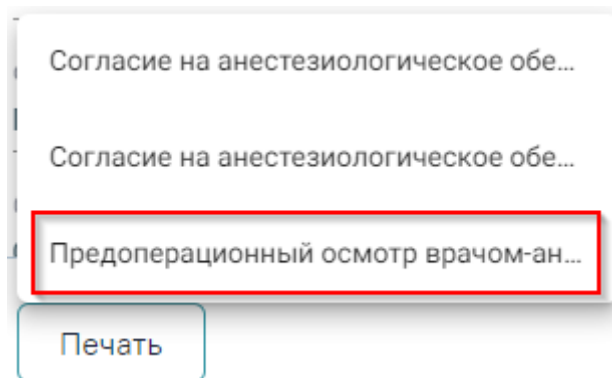 Согласие на анестезиологическое обе...
Согласие на анестезиологическое обе...
Предоперационный осмотр врачом-ан...
Печать